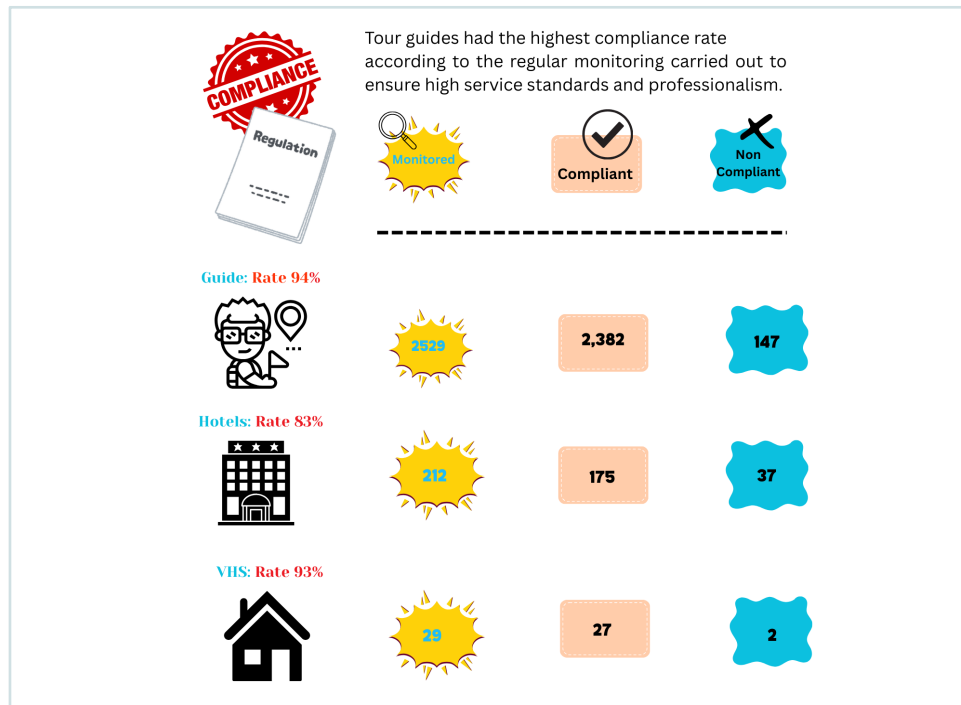 Tour guides had the highest compliance rate
according to the regular monitoring carried out to
ensure high service standards and professionalism.
COMPLIANCE
Regulation
Monitored
Compliant
Non
Compliant
Guide: Rate 94%
2529
2,382
147
Hotels: Rate 83%
212
175
37
VHS: Rate 93%
29
27
2